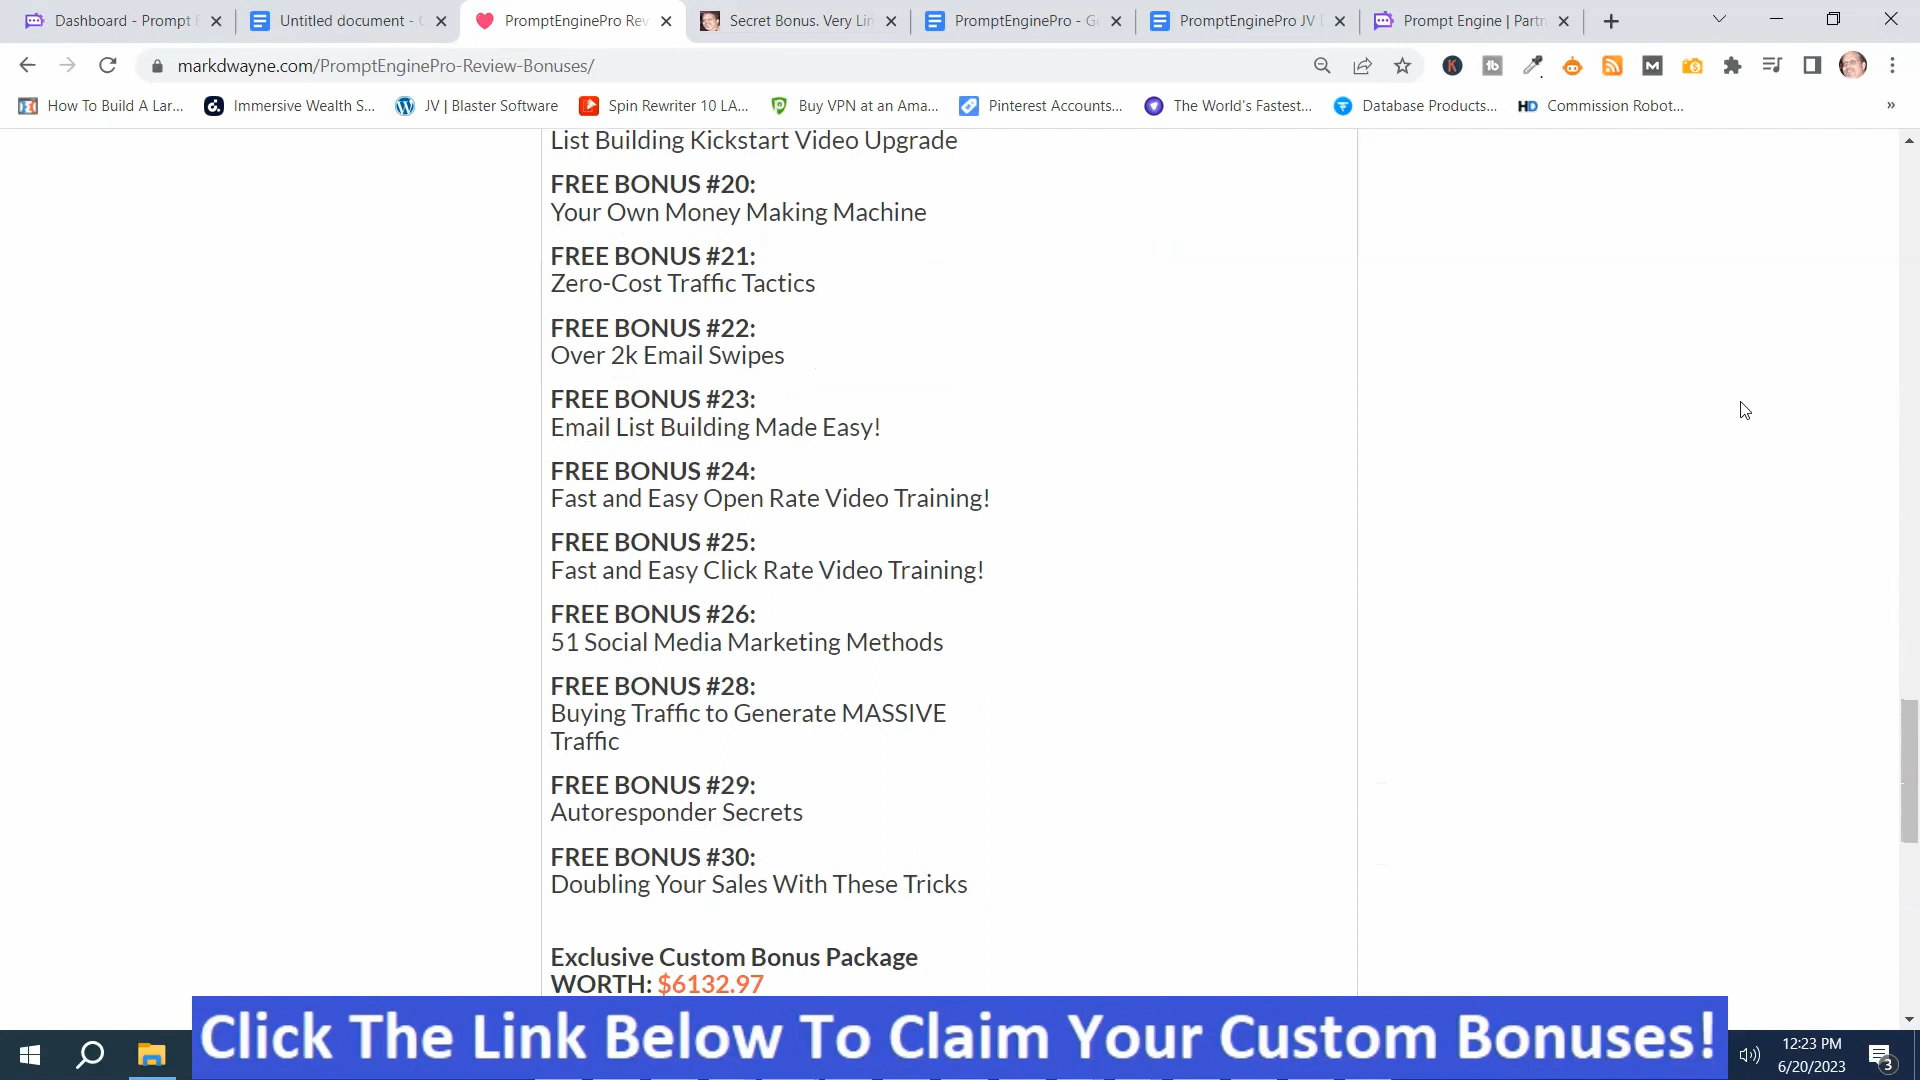 Dashboard - Prompt E
Untitled document - G
PromptEnginePro Rev
Secret Bonus. Very Lim
PromptEnginePro - Go
PromptEnginePro JV D
Prompt Engine | Partn
markdwayne.com/PromptEnginePro-Review-Bonuses/
How To Build A Lar...
Immersive Wealth S...
JV | Blaster Software
Spin Rewriter 10 LA...
Buy VPN at an Ama...
Pinterest Accounts...
The World's Fastest...
Database Products...
HD
Commission Robot...
»
List Building Kickstart Video Upgrade
FREE BONUS #20:
Your Own Money Making Machine
FREE BONUS #21:
Zero-Cost Traffic Tactics
FREE BONUS #22:
Over 2k Email Swipes
FREE BONUS #23:
Email List Building Made Easy!
FREE BONUS #24:
Fast and Easy Open Rate Video Training!
FREE BONUS #25:
Fast and Easy Click Rate Video Training!
FREE BONUS #26:
51 Social Media Marketing Methods
FREE BONUS #28:
Buying Traffic to Generate MASSIVE
Traffic
FREE BONUS #29:
Autoresponder Secrets
FREE BONUS #30:
Doubling Your Sales With These Tricks
Exclusive Custom Bonus Package
WORTH: $6132.97
Click The Link Below To Claim Your Custom Bonuses!
12:23 PM
6/20/2023
3